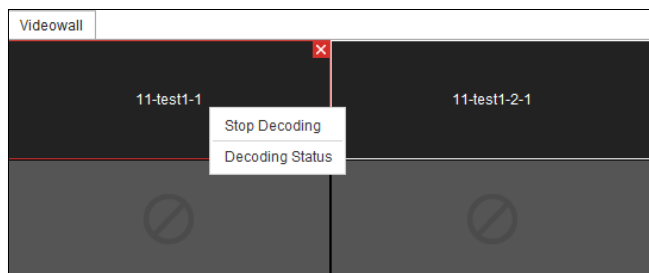 Videowall
11-test1-1
11-test1-2-1
Stop Decoding
Decoding Status